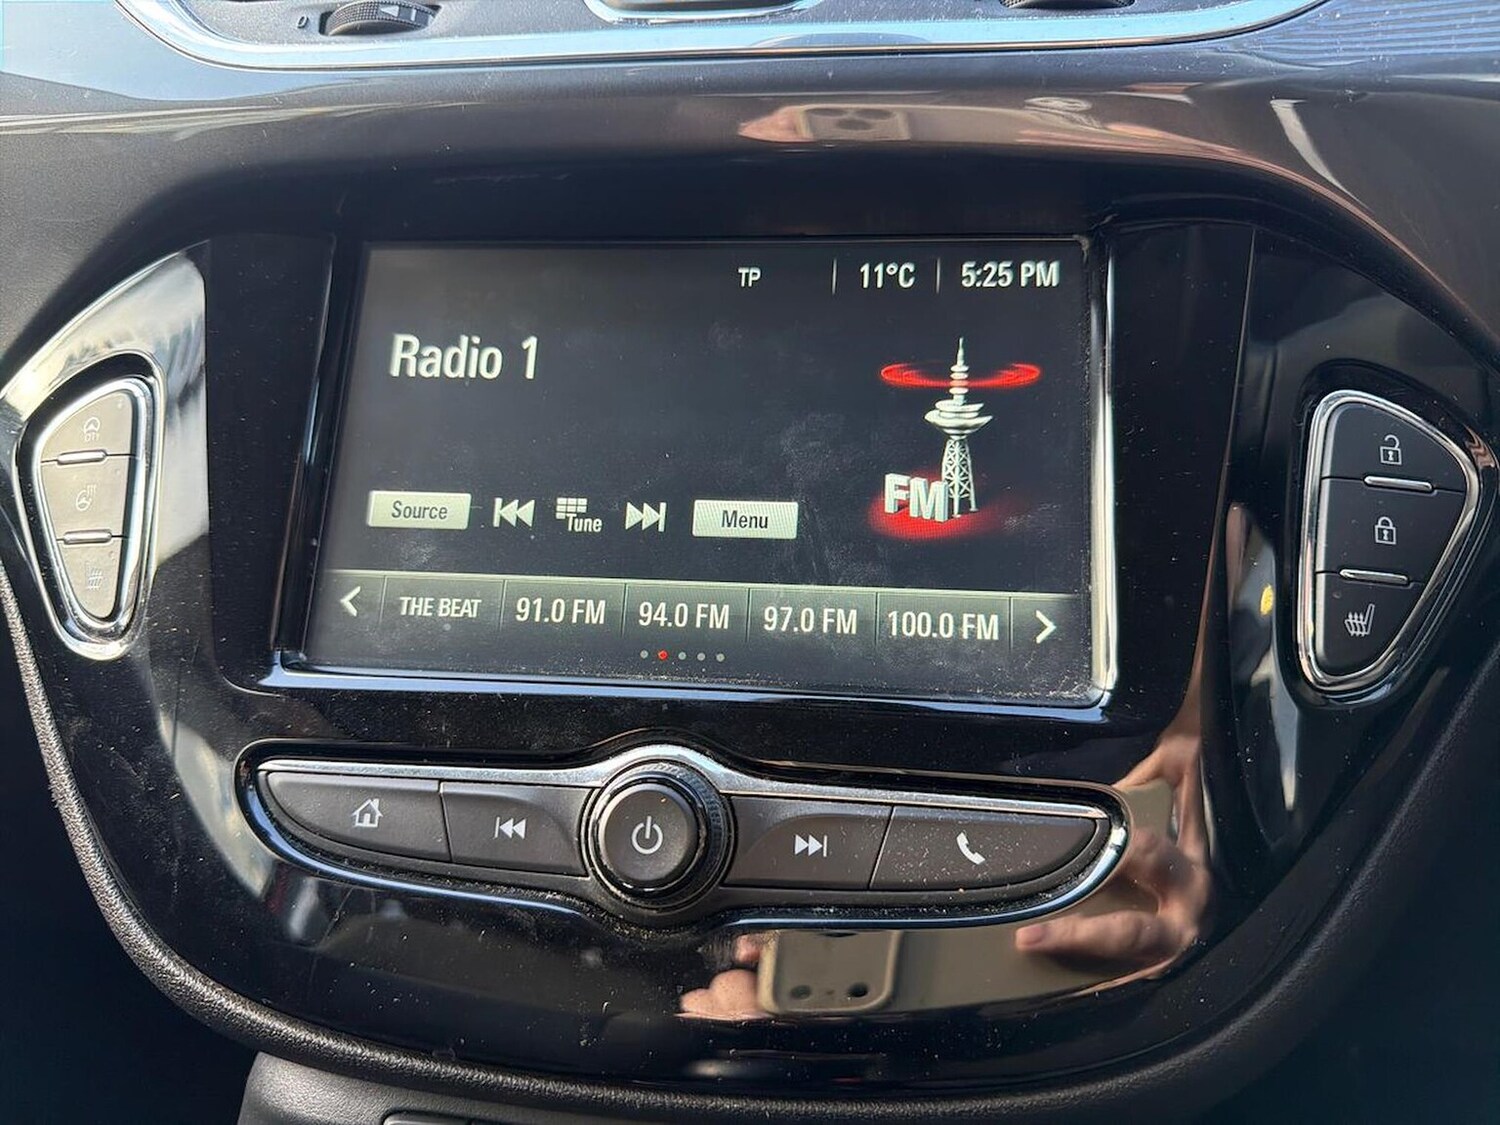 0
TP 11°C 5:25 PM
Radio 1
FM
Source Tune Menu
THE BEAT 91.0 FM 94.0 FM 97.0 FM 100.0 FM